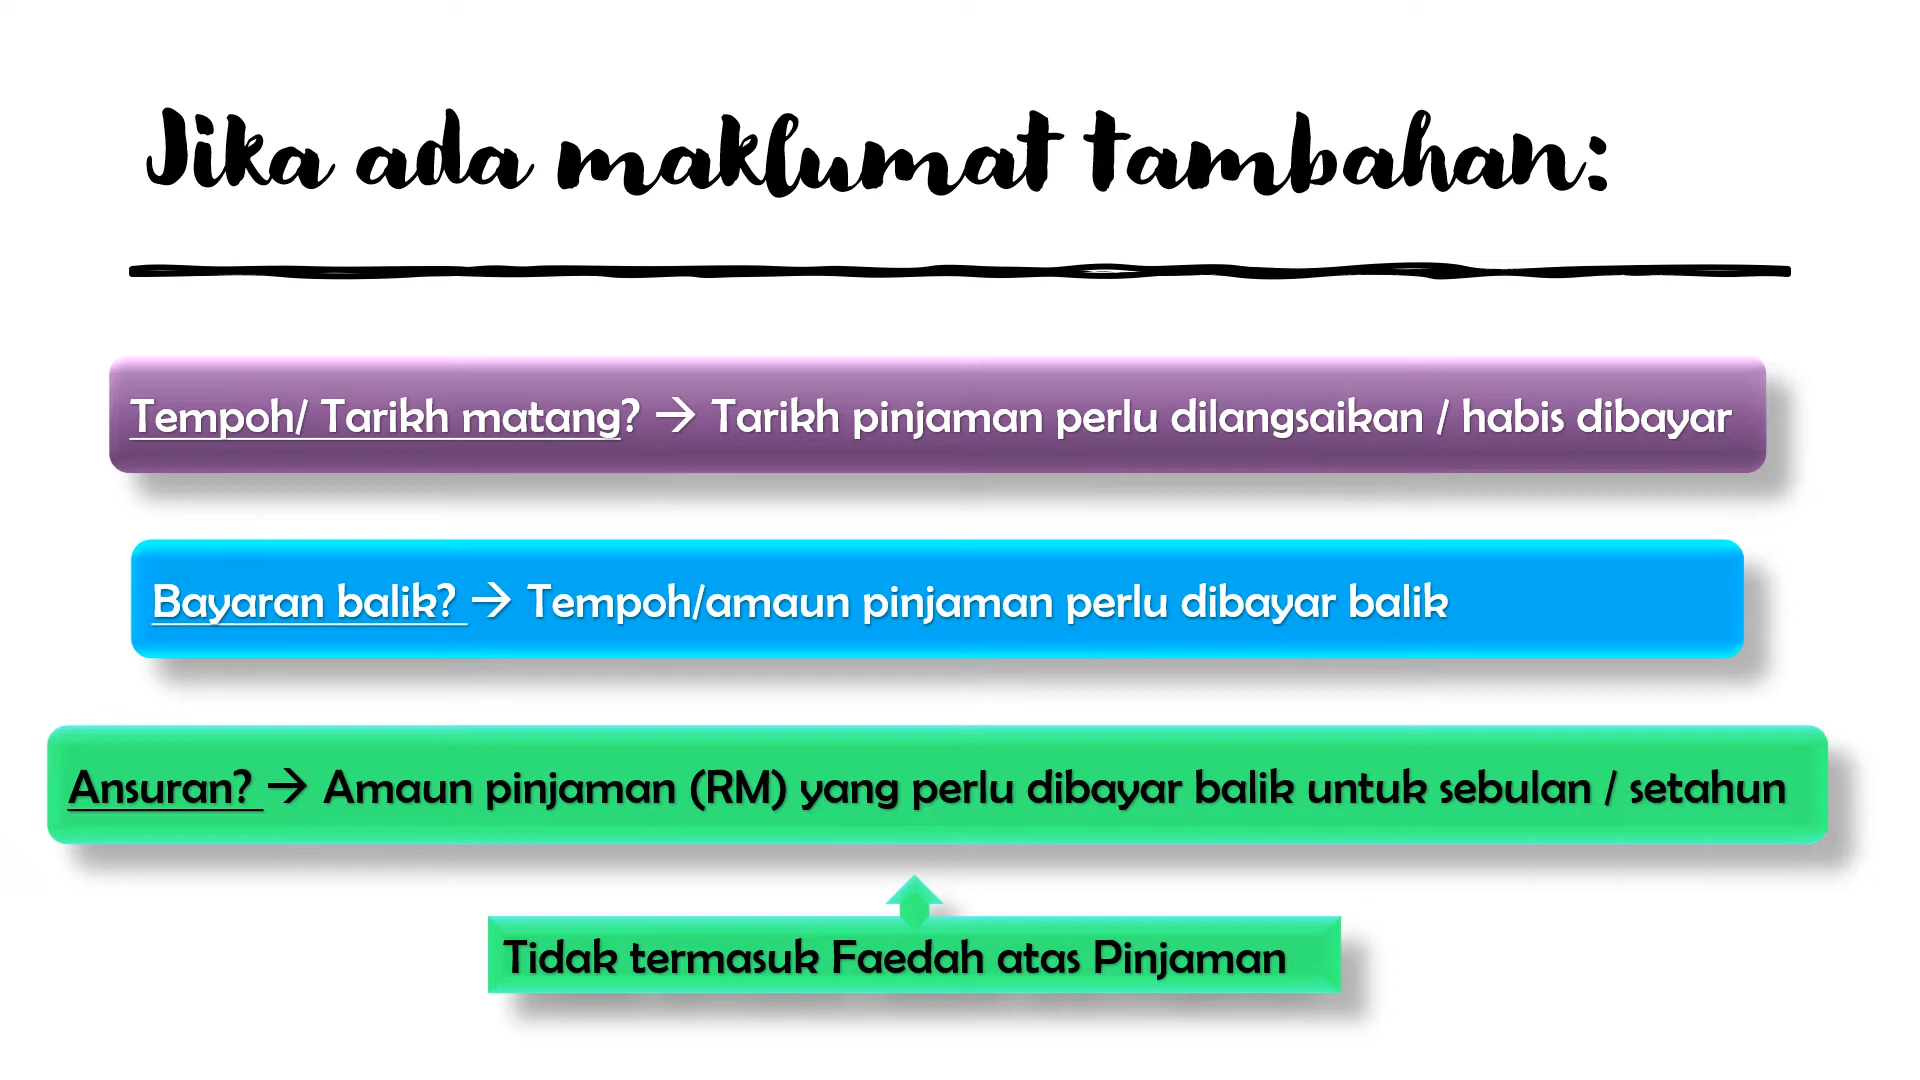 Jika ada maklumat tambahan:
Tempoh/ Tarikh matang? → Tarikh pinjaman perlu dilangsaikan / habis dibayar
Bayaran balik? → Tempoh/amaun pinjaman perlu dibayar balik
Ansuran? → Amaun pinjaman (RM) yang perlu dibayar balik untuk sebulan / setahun
Tidak termasuk Faedah atas Pinjaman